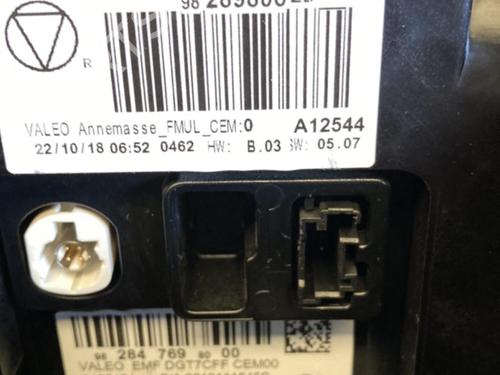 98
R
VALEO Annemasse_FMUL_CEM:0 A12544
22/10/18 06:52 0462 HW: B.03 SW: 05.07
98 284 769 80 00
VALEO EMF DGT7CFF CEM00